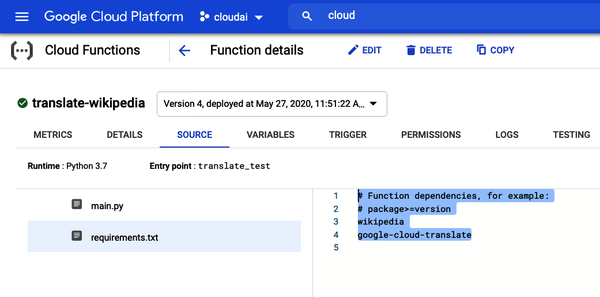 Google Cloud Platform cloudai cloud
Cloud Functions Function details EDIT DELETE COPY
translate-wikipedia Version 4, deployed at May 27, 2020, 11:51:22 A...
METRICS DETAILS SOURCE VARIABLES TRIGGER PERMISSIONS LOGS TESTING
Runtime : Python 3.7 Entry point : translate_test
main.py
requirements.txt
1 # Function dependencies, for example:
2 # package>=version
3 wikipedia
4 google-cloud-translate
5